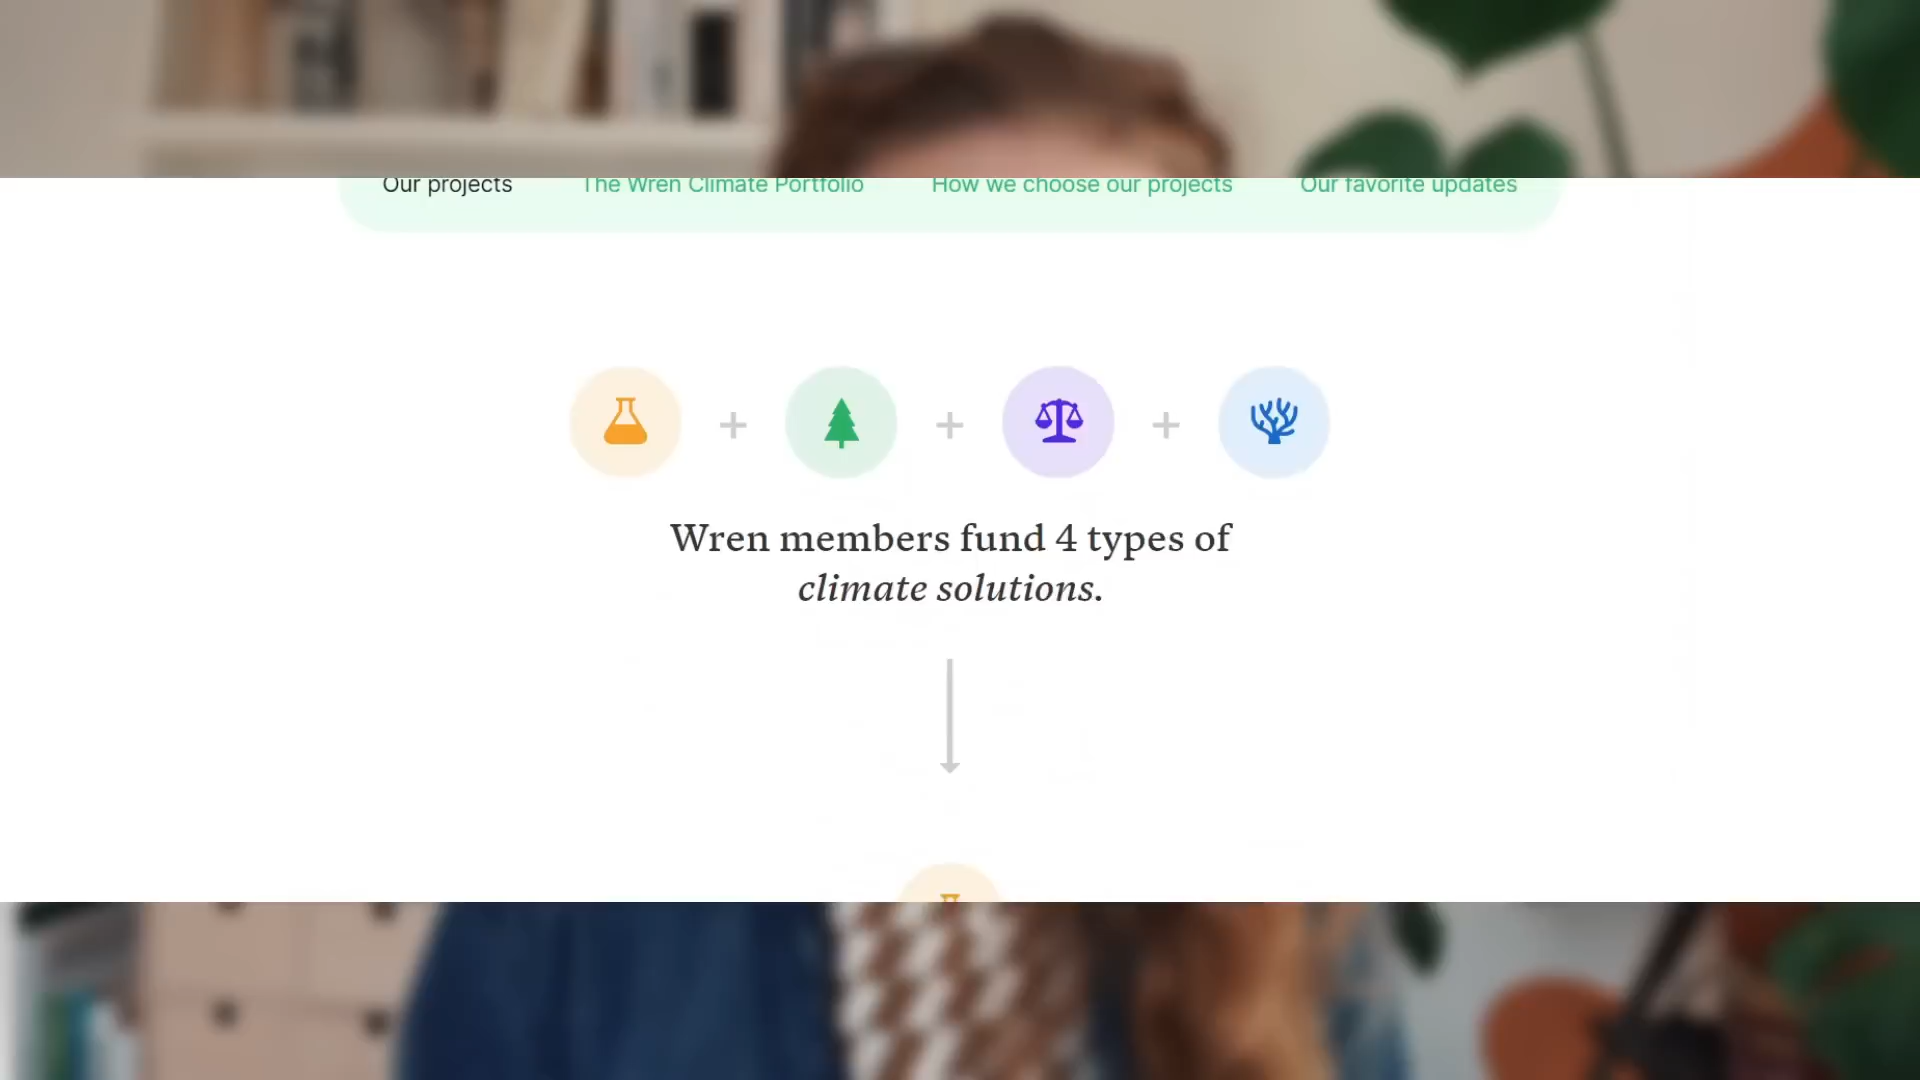 Our projects
The Wren Climate Portfolio
How we choose our projects
Our favorite updates
Wren members fund 4 types of
climate solutions.